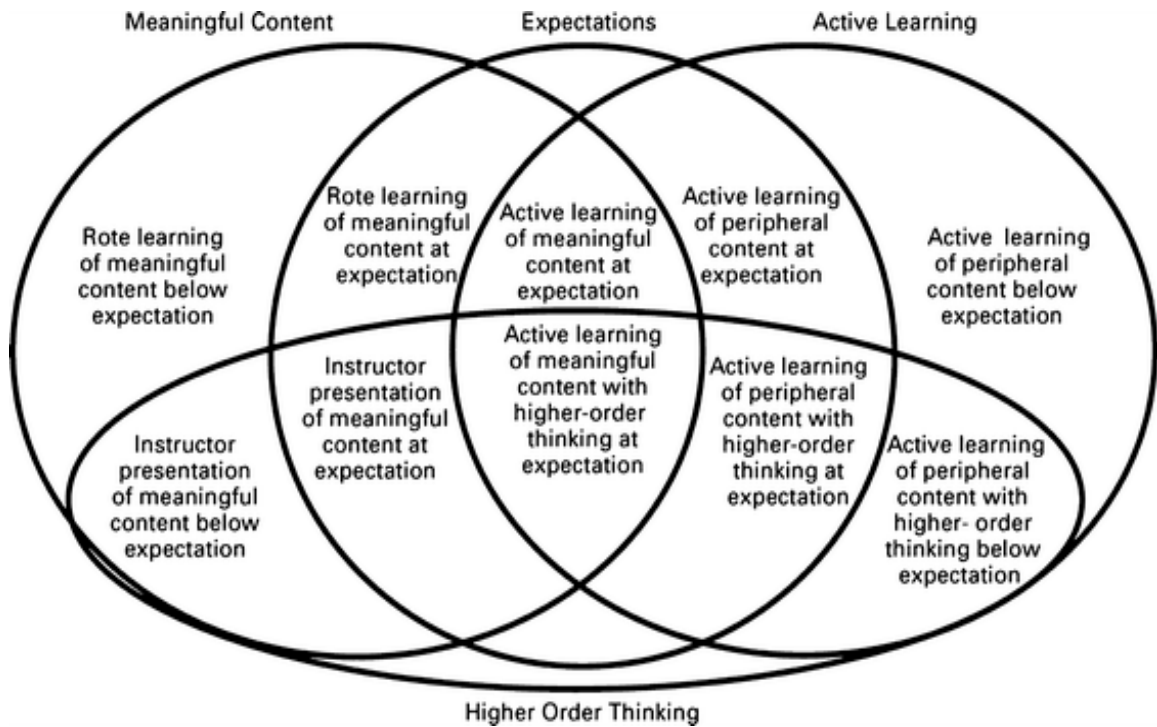 Meaningful Content
Expectations
Active Learning
Rote learning
of meaningful
content below
expectation
Rote learning
of meaningful
content at
expectation
Active learning
of meaningful
content at
expectation
Active learning
of peripheral
content at
expectation
Active learning
of peripheral
content below
expectation
Instructor
presentation
of meaningful
content below
expectation
Instructor
presentation
of meaningful
content at
expectation
Active learning
of meaningful
content with
higher-order
thinking at
expectation
Active learning
of peripheral
content with
higher-order
thinking at
expectation
Active learning
of peripheral
content with
higher- order
thinking below
expectation
Higher Order Thinking